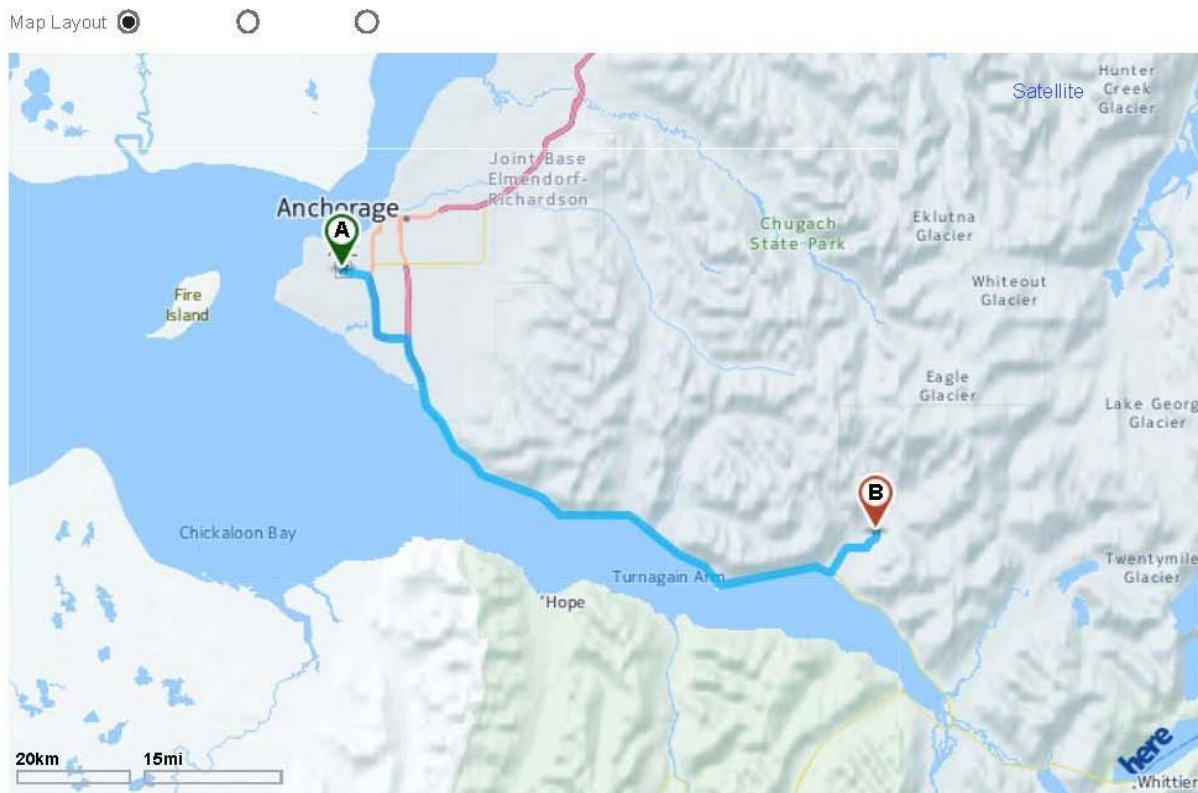 Map Layout
Satellite
Hunter
Creek
Glacier
Joint Base
Elmendorf-
Richardson
Anchorage
A
Chugach
State Park
Eklutna
Glacier
Whiteout
Glacier
Fire
Island
Eagle
Glacier
Lake Georg
Glacier
B
Chickaloon Bay
Turnagain Arm
Twentymile
Glacier
Hope
20km
15mi
here
Whittier